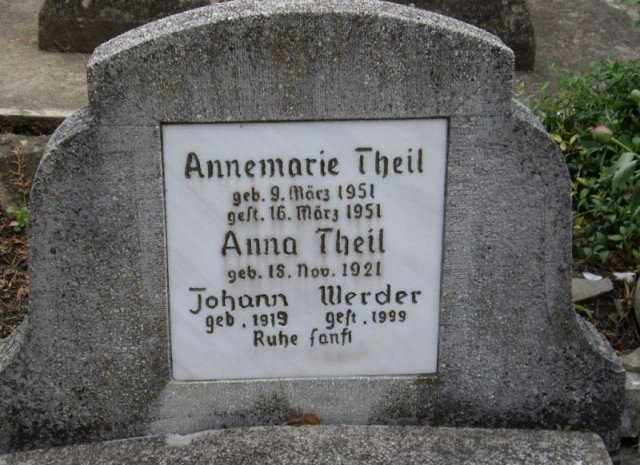 Annemarie Theil
geb. 9. März 1951
gest. 16. März 1951
Anna Theil
geb. 18. Nov. 1921
Johann Werder
geb. 1919 gest. 1999
Ruhe sanft